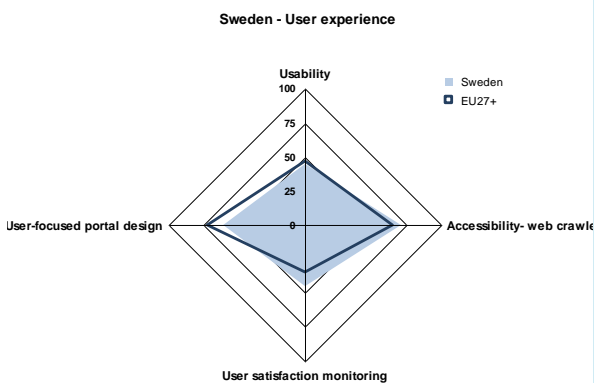 Sweden - User experience
Usability
Sweden
EU27+
100
75
50
25
0
User-focused portal design
Accessibility- web crawle
User satisfaction monitoring